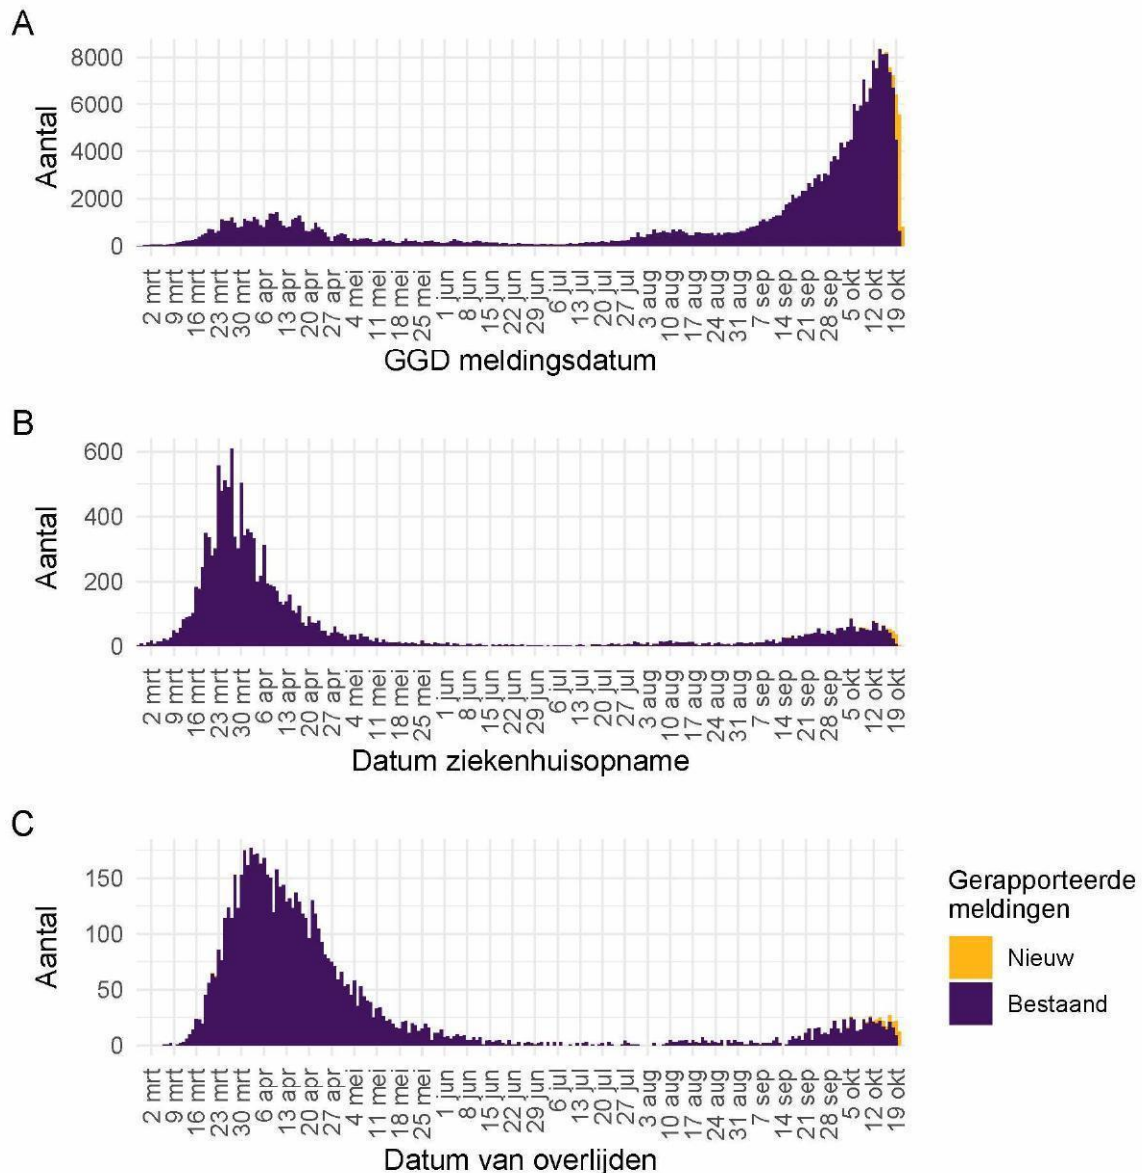 A
8000
6000
4000
2000
0
Aantal
2 mrt
9 mrt
16 mrt
23 mrt
30 mrt
6 apr
13 apr
20 apr
27 apr
4 mei
11 mei
18 mei
25 mei
1 jun
8 jun
15 jun
22 jun
29 jun
6 jul
13 jul
20 jul
27 jul
3 aug
10 aug
17 aug
24 aug
31 aug
7 sep
14 sep
21 sep
28 sep
5 okt
12 okt
19 okt
GGD meldingsdatum
B
600
400
200
0
Aantal
2 mrt
9 mrt
16 mrt
23 mrt
30 mrt
6 apr
13 apr
20 apr
27 apr
4 mei
11 mei
18 mei
25 mei
1 jun
8 jun
15 jun
22 jun
29 jun
6 jul
13 jul
20 jul
27 jul
3 aug
10 aug
17 aug
24 aug
31 aug
7 sep
14 sep
21 sep
28 sep
5 okt
12 okt
19 okt
Datum ziekenhuisopname
C
150
100
50
0
Aantal
2 mrt
9 mrt
16 mrt
23 mrt
30 mrt
6 apr
13 apr
20 apr
27 apr
4 mei
11 mei
18 mei
25 mei
1 jun
8 jun
15 jun
22 jun
29 jun
6 jul
13 jul
20 jul
27 jul
3 aug
10 aug
17 aug
24 aug
31 aug
7 sep
14 sep
21 sep
28 sep
5 okt
12 okt
19 okt
Datum van overlijden
Gerapporteerde
meldingen
Nieuw
Bestaand